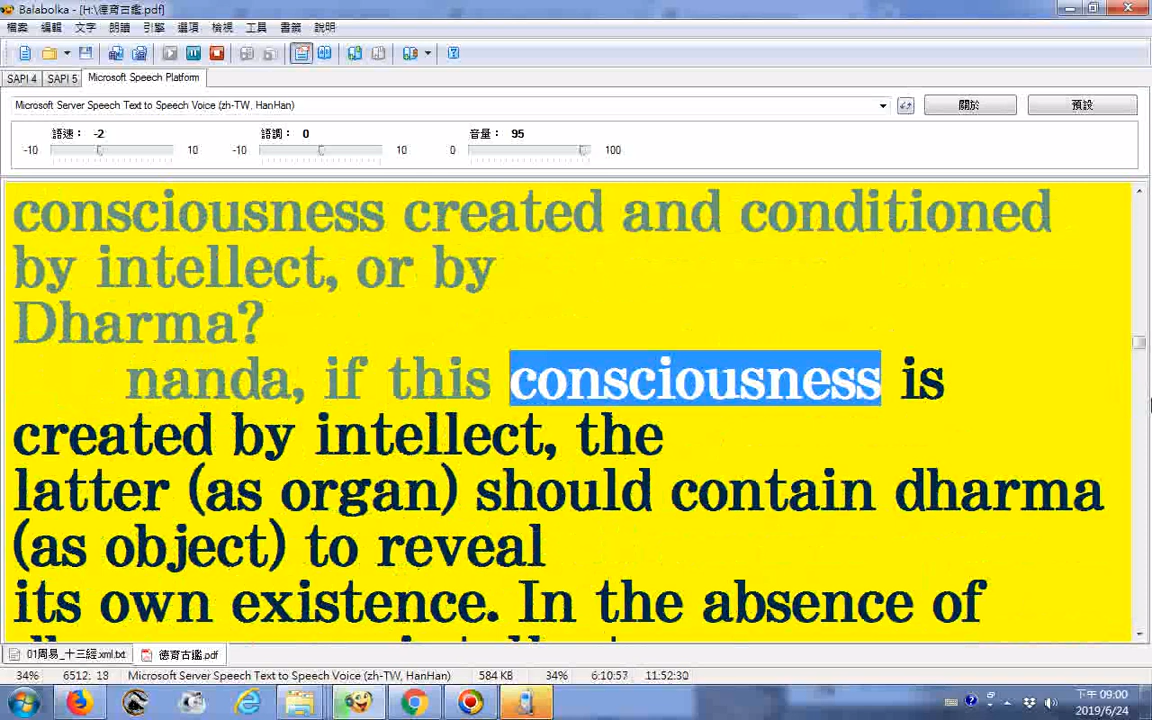 Balabolka - [H:\德育古鑑.pdf]
檔案 編輯 文字 朗讀 引擎 選項 檢視 工具 書籤 說明
SAPI 4 SAPI 5 Microsoft Speech Platform
Microsoft Server Speech Text to Speech Voice (zh-TW, HanHan) 關於 預設
語速： -2 語調： 0 音量： 95
-10 10 -10 10 0 100
consciousness created and conditioned
by intellect, or by
Dharma?
nanda, if this consciousness is
created by intellect, the
latter (as organ) should contain dharma
(as object) to reveal
its own existence. In the absence of
01周易_十三經.xml.txt 德育古鑑.pdf
34% 6512: 18 Microsoft Server Speech Text to Speech Voice (zh-TW, HanHan) 584 KB 34% 6:10:57 11:52:30
下午 09:00
2019/6/24